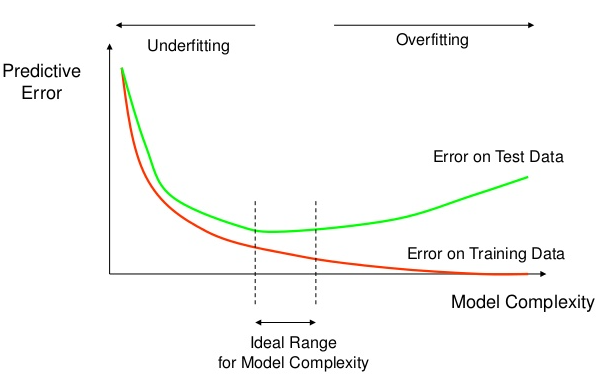 Underfitting
Overfitting
Predictive
Error
Error on Test Data
Error on Training Data
Model Complexity
Ideal Range
for Model Complexity